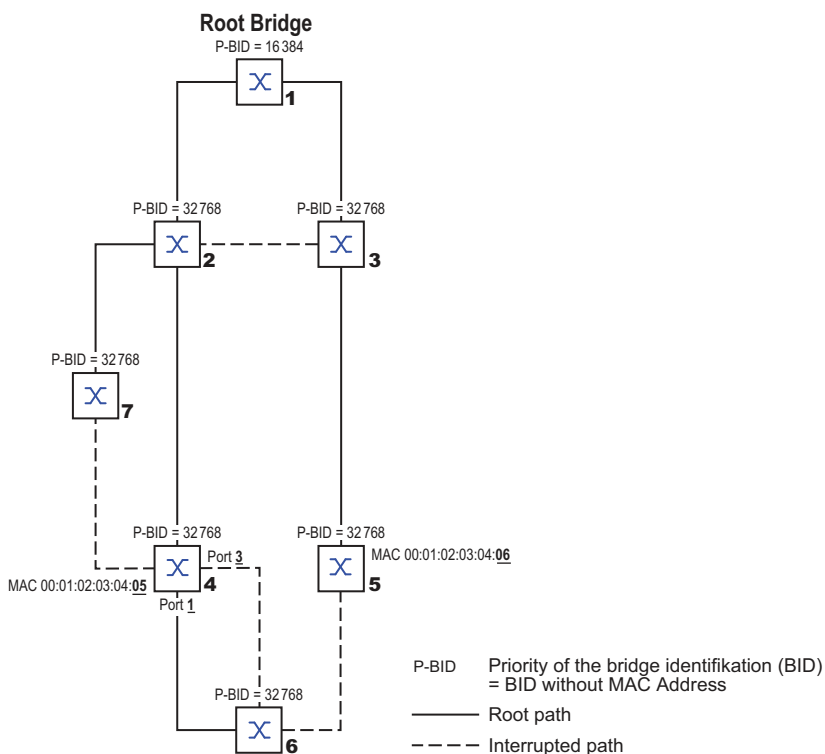 Root Bridge
P-BID = 16 384
1
P-BID = 32 768
P-BID = 32 768
2
3
P-BID = 32 768
7
P-BID = 32 768
P-BID = 32 768
Port 3
MAC 00:01:02:03:04:06
MAC 00:01:02:03:04:05
4
5
Port 1
P-BID = 32 768
6
P-BID Priority of the bridge identifikation (BID)
= BID without MAC Address
Root path
Interrupted path